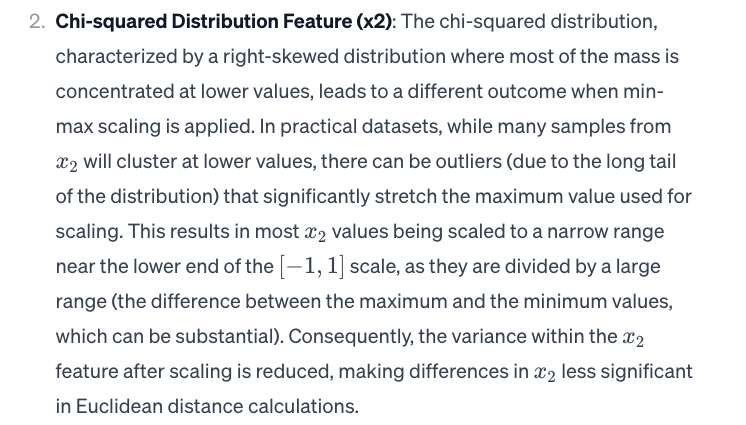 2. Chi-squared Distribution Feature (x2): The chi-squared distribution,
characterized by a right-skewed distribution where most of the mass is
concentrated at lower values, leads to a different outcome when min-
max scaling is applied. In practical datasets, while many samples from
x₂ will cluster at lower values, there can be outliers (due to the long tail
of the distribution) that significantly stretch the maximum value used for
scaling. This results in most x₂ values being scaled to a narrow range
near the lower end of the [−1, 1] scale, as they are divided by a large
range (the difference between the maximum and the minimum values,
which can be substantial). Consequently, the variance within the x₂
feature after scaling is reduced, making differences in x₂ less significant
in Euclidean distance calculations.